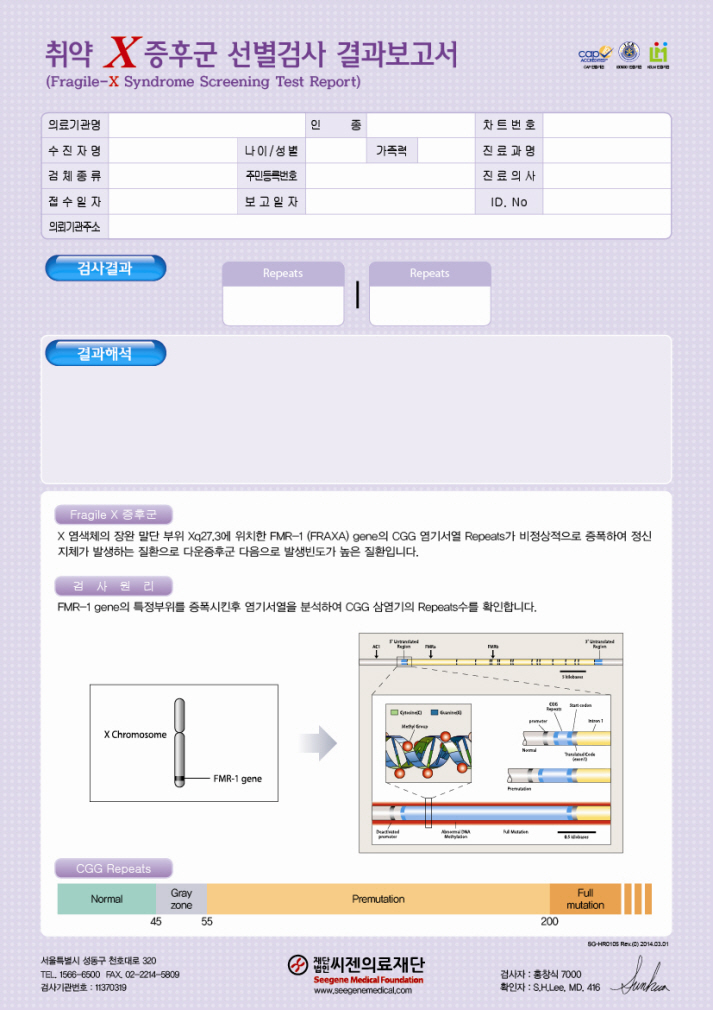 취약 X 증후군 선별검사 결과보고서
(Fragile-X Syndrome Screening Test Report)
cap
ACCREDITED
의료기관명 인 종 차트번호
수진자명 나이/성별 가족력 진료과명
검체종류 주민등록번호 진료의사
접수일자 보고일자 ID. No
의뢰기관주소
검사결과
Repeats | Repeats
결과해석
Fragile X 증후군
X 염색체의 장완 말단 부위 Xq27.3에 위치한 FMR-1 (FRAXA) gene의 CGG 염기서열 Repeats가 비정상적으로 증폭하여 정신
지체가 발생하는 질환으로 다운증후군 다음으로 발생빈도가 높은 질환입니다.
검 사 원 리
FMR-1 gene의 특정부위를 증폭시킨후 염기서열을 분석하여 CGG 삼염기의 Repeats수를 확인합니다.
X Chromosome
FMR-1 gene
5' Untranslated
Region
3' Untranslated
Region
5 kilobases
Cytosine(C) Guanine(G)
Methyl Group
CGG
Repeats
Start codon
promoter
Intron 1
Normal
(exon1)
Premutation
Deactivated
promoter
Abnormal DNA
Methylation
Full Mutation
0.5 kilobase
CGG Repeats
Normal
Gray
zone
Premutation
Full
mutation
45 55 200
SG-HR0105 Rev.(0) 2014.03.01
서울특별시 성동구 천호대로 320
TEL. 1566-6500 FAX. 02-2214-5809
검사기관번호 : 11370319
재단
법인 씨젠의료재단
Seegene Medical Foundation
www.seegenemedical.com
검사자 : 홍창식 7000
확인자 : S.H.Lee. MD. 416